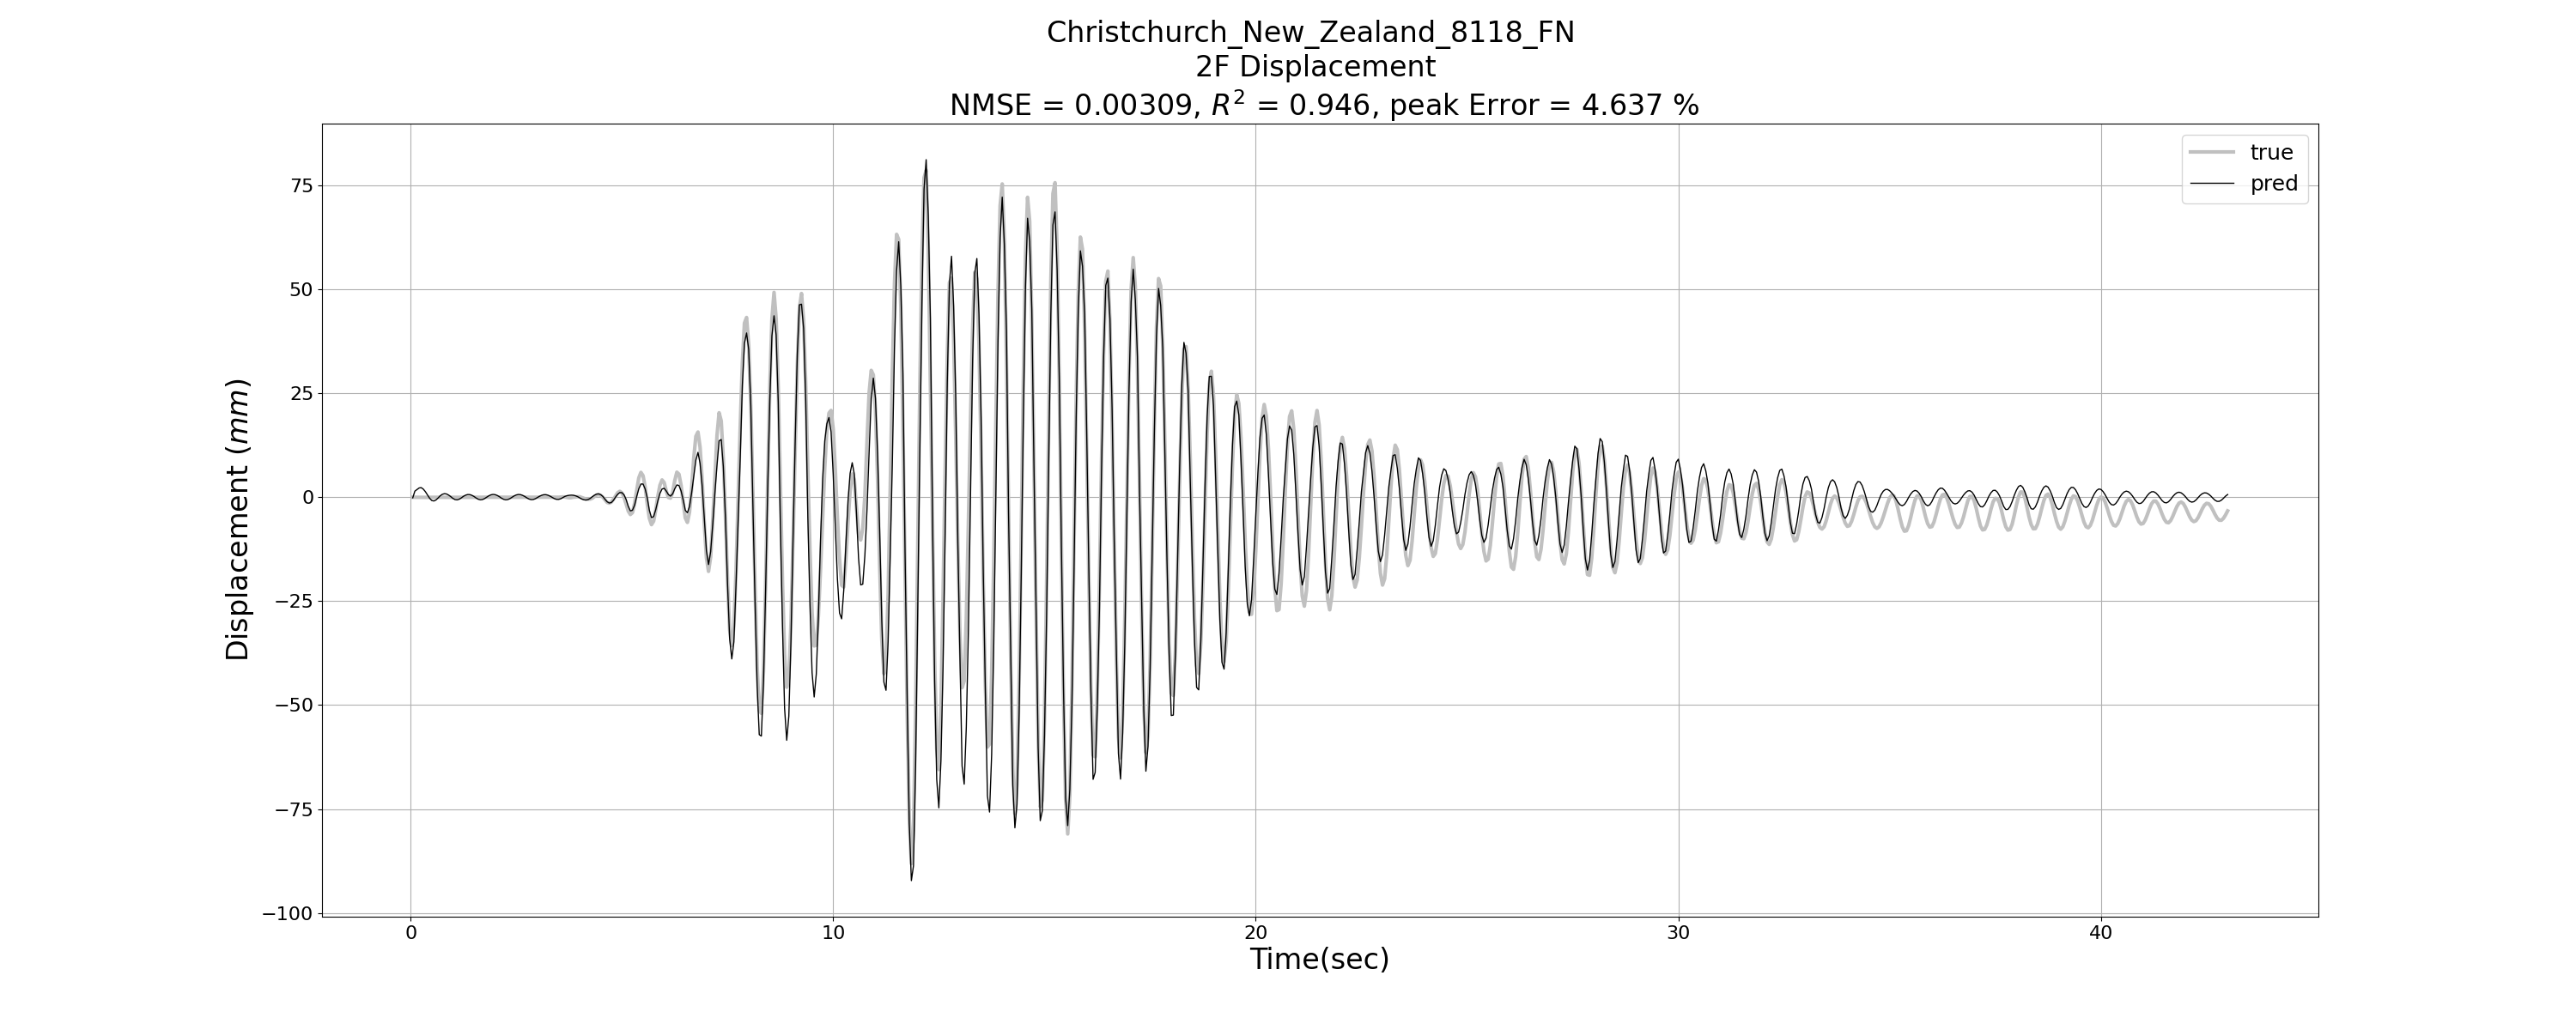 Christchurch_New_Zealand_8118_FN
2F Displacement
NMSE = 0.00309, R² = 0.946, peak Error = 4.637 %
true
pred
75
50
25
0
−25
−50
−75
−100
Displacement (mm)
0 10 20 30 40
Time(sec)